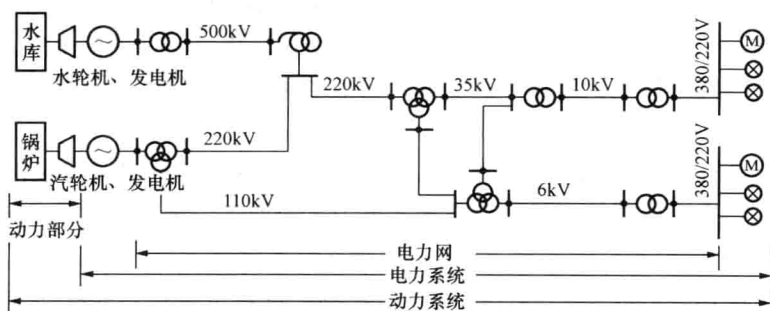 水库
500kV
水轮机、发电机
220kV
35kV
10kV
380/220V
M
锅炉
220kV
汽轮机、发电机
110kV
6kV
380/220V
M
动力部分
电力网
电力系统
动力系统